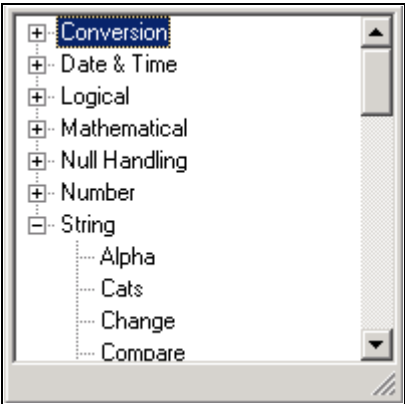 Conversion
Date & Time
Logical
Mathematical
Null Handling
Number
String
Alpha
Cats
Change
Compare